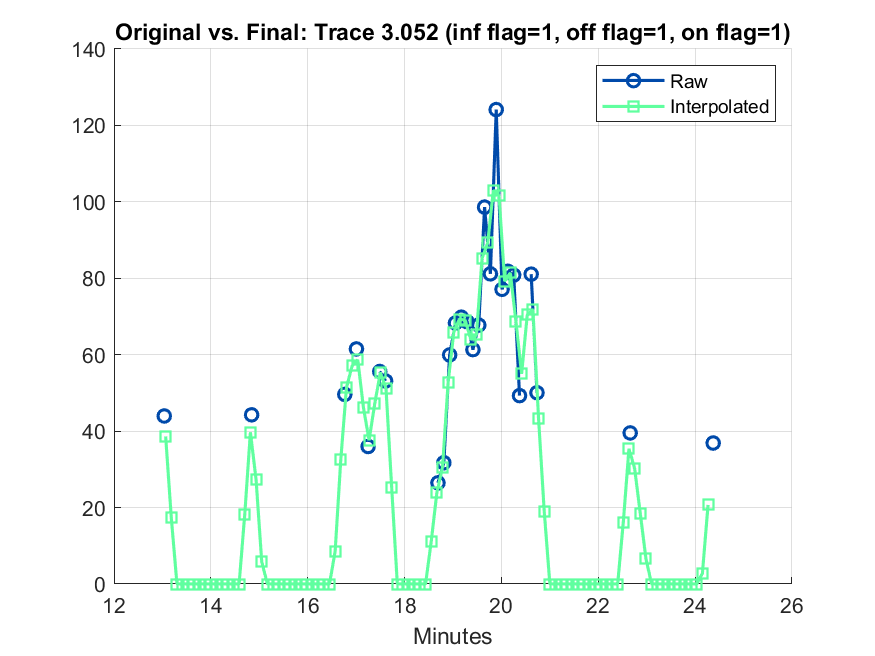 Original vs. Final: Trace 3.052 (inf flag=1, off flag=1, on flag=1)
140
120
100
80
60
40
20
0
Raw
Interpolated
12 14 16 18 20 22 24 26
Minutes